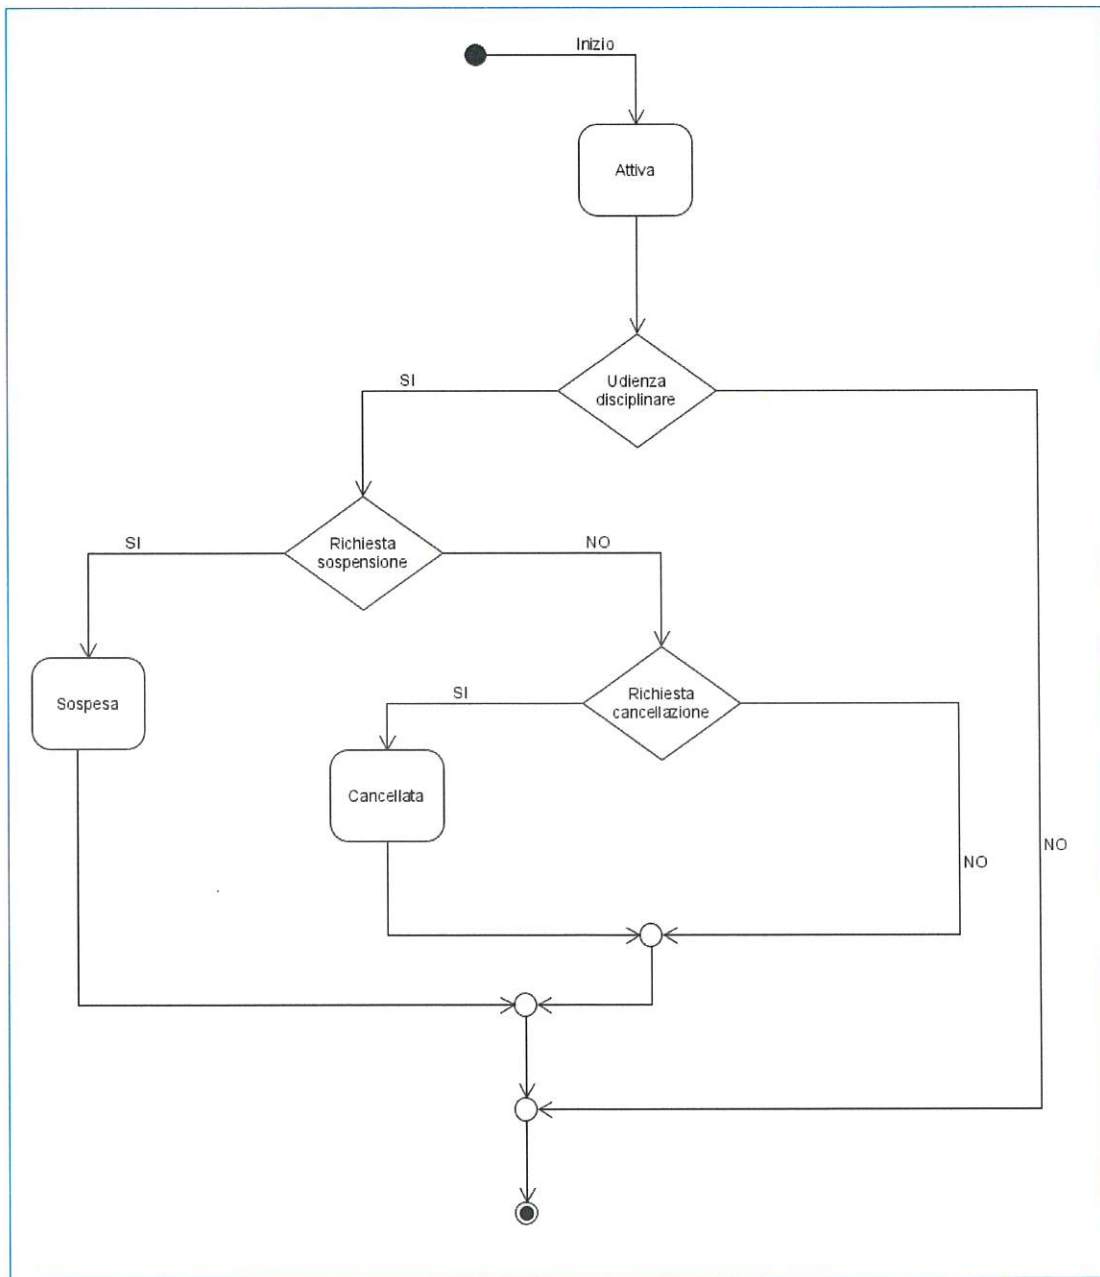 Inizio
Attiva
Udienza
disciplinare
SI
Richiesta
sospensione
SI
NO
Richiesta
cancellazione
SI
Sospesa
Cancellata
NO
NO